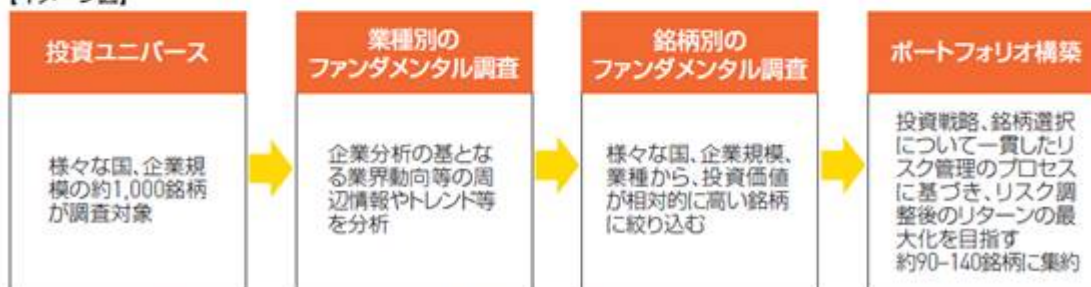 投資ユニバース
様々な国、企業規
模の約1,000銘柄
が調査対象
業種別の
ファンダメンタル調査
企業分析の基とな
る業界動向等の周
辺情報やトレンド等
を分析
銘柄別の
ファンダメンタル調査
様々な国、企業規模、
業種から、投資価値
が相対的に高い銘柄
に絞り込む
ポートフォリオ構築
投資戦略、銘柄選択
について一貫したリ
スク管理のプロセス
に基づき、リスク調
整後のリターンの最
大化を目指す
約90–140銘柄に集約